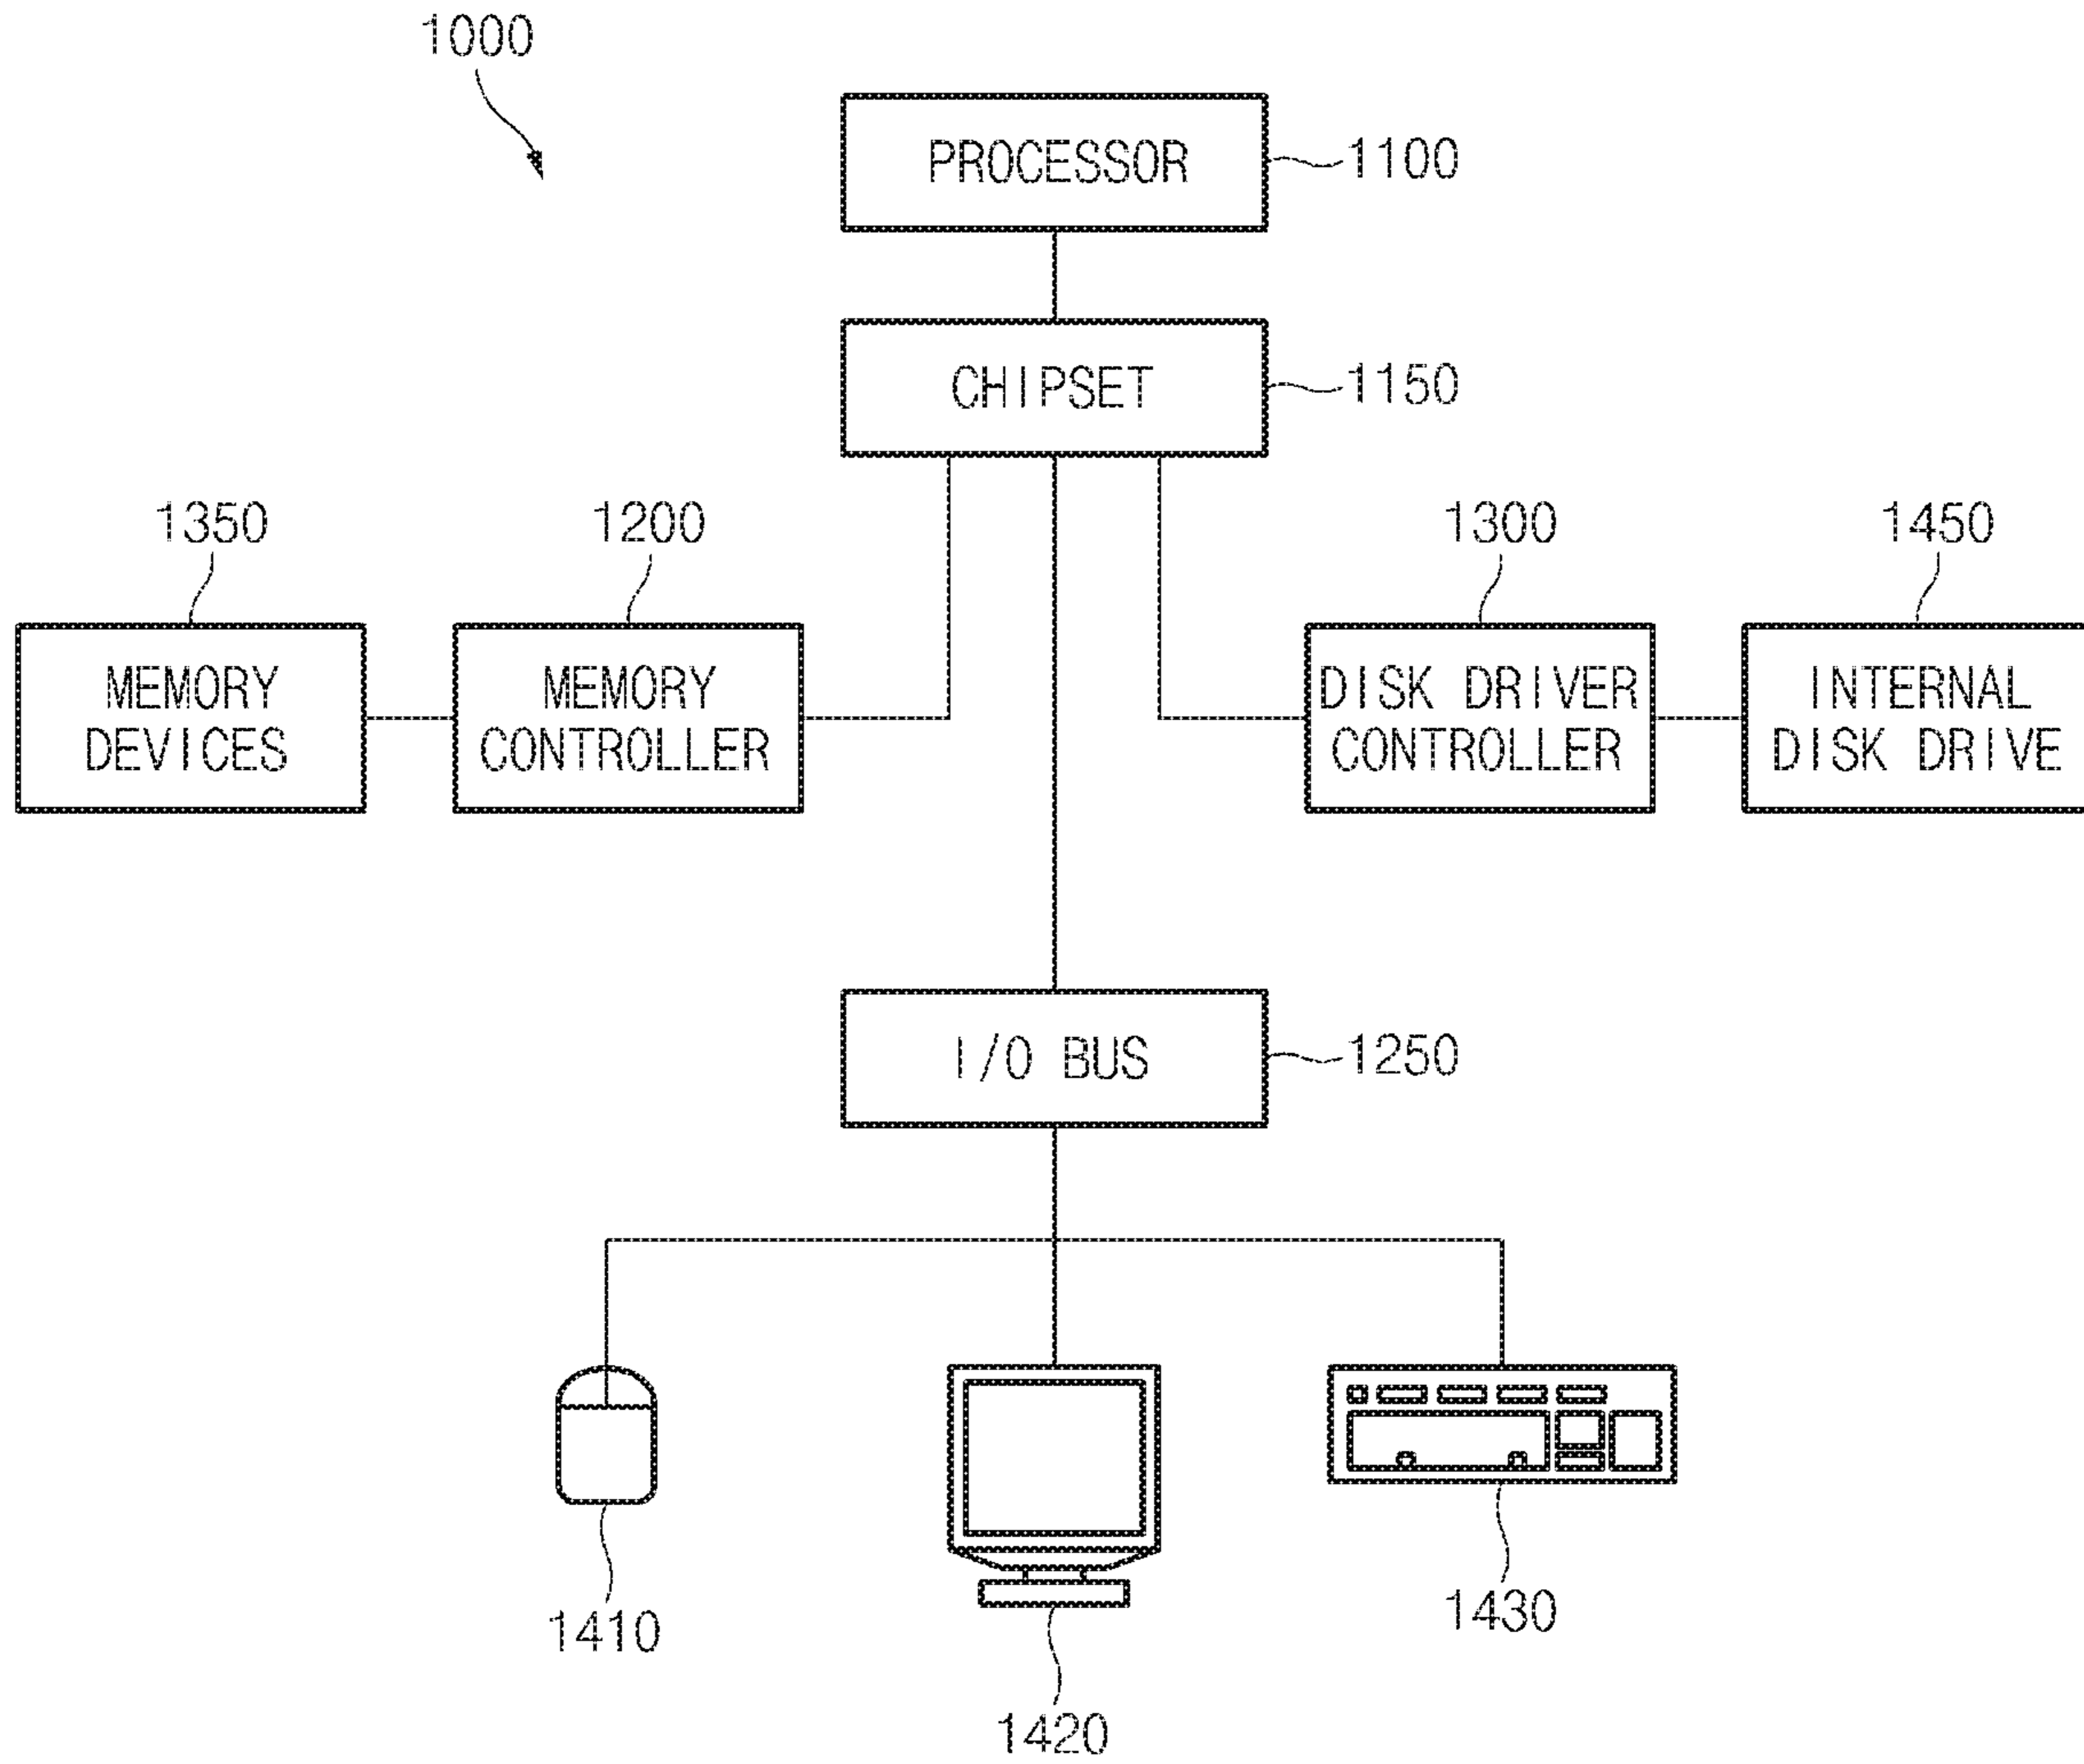 1000
PROCESSOR
1100
CHIPSET
1150
1350
1200
1300
1450
MEMORY
DEVICES
MEMORY
CONTROLLER
DISK DRIVER
CONTROLLER
INTERNAL
DISK DRIVE
I/O BUS
1250
1410
1420
1430